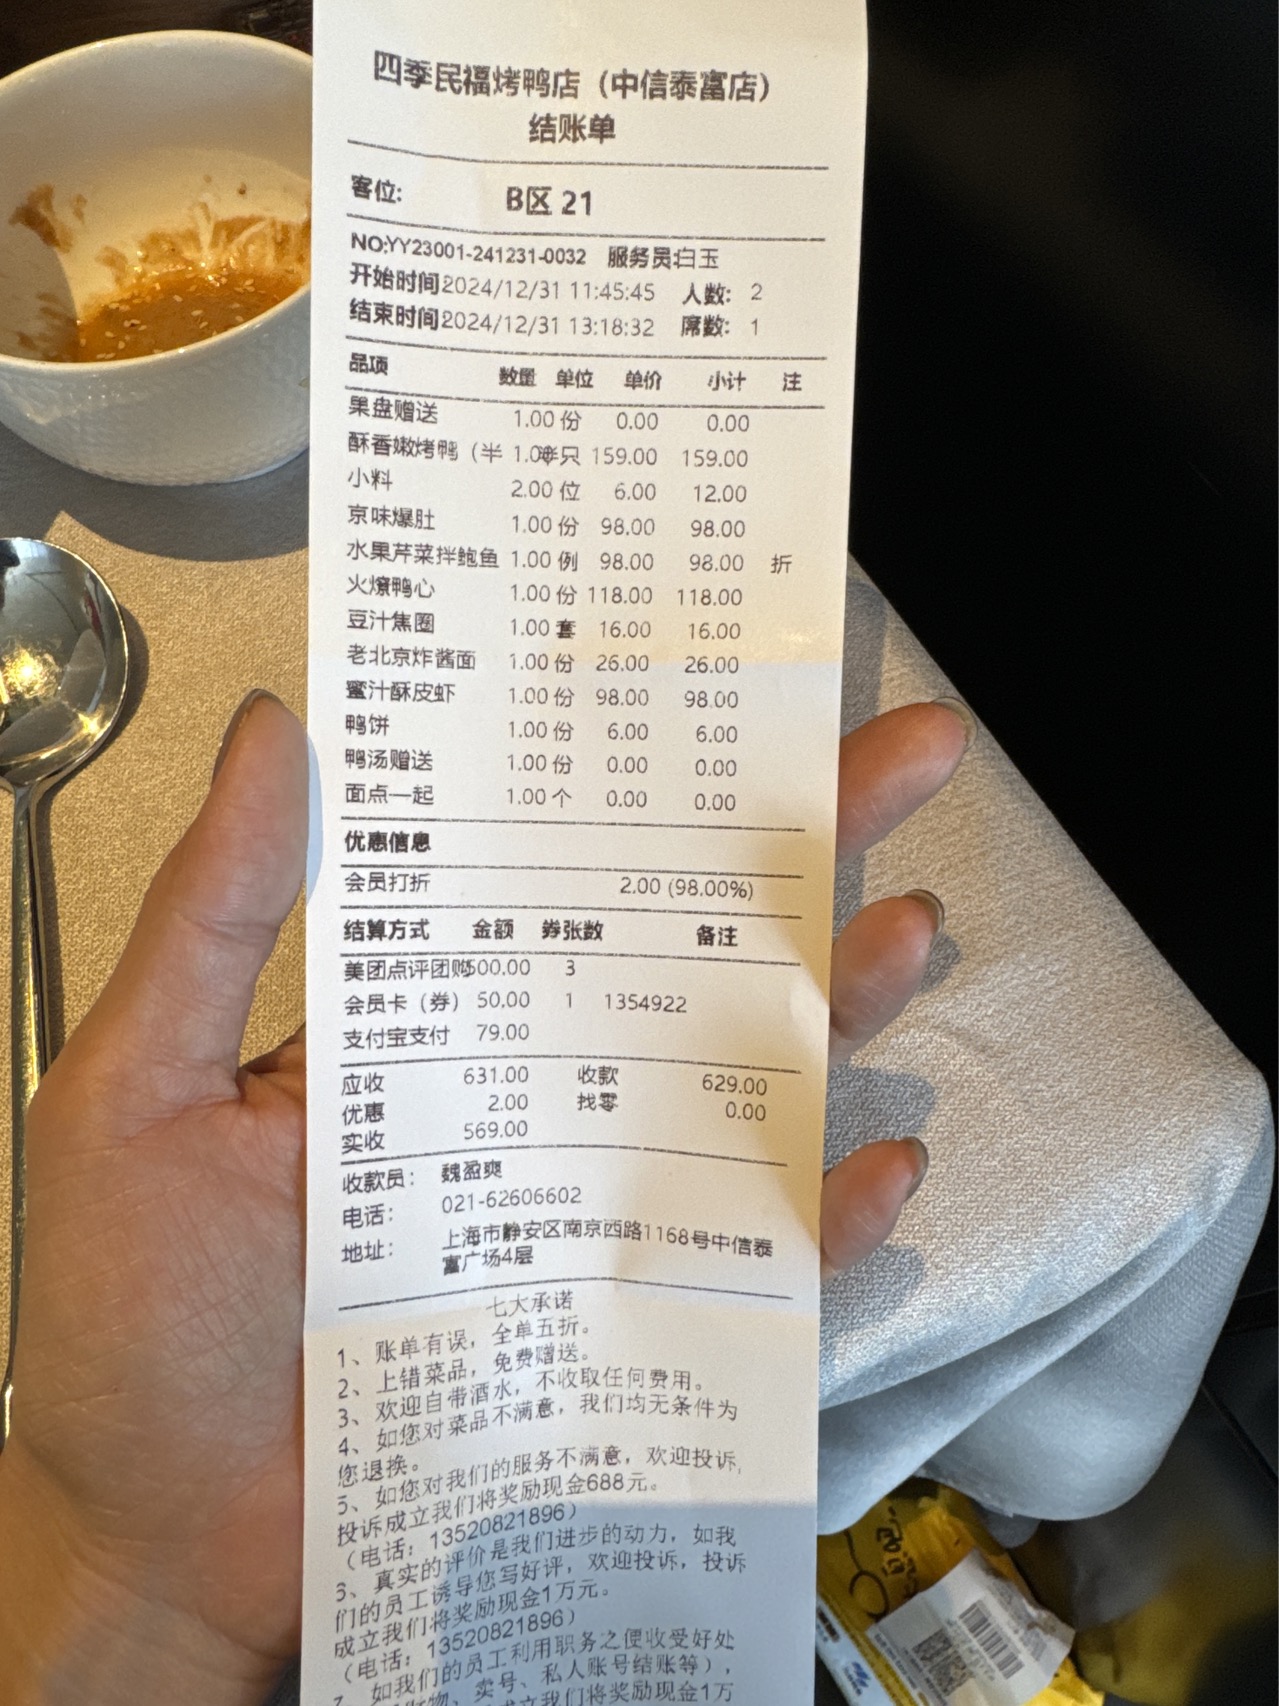 四季民福烤鸭店（中信泰富店）
结账单
客位: B区 21
NO:YY23001-241231-0032 服务员:白玉
开始时间2024/12/31 11:45:45 人数: 2
结束时间2024/12/31 13:18:32 席数: 1
品项 数量 单位 单价 小计 注
果盘赠送 1.00 份 0.00 0.00
酥香嫩烤鸭（半 1.00 半只 159.00 159.00
小料 2.00 位 6.00 12.00
京味爆肚 1.00 份 98.00 98.00
水果芹菜拌鲍鱼 1.00 例 98.00 98.00 折
火燎鸭心 1.00 份 118.00 118.00
豆汁焦圈 1.00 套 16.00 16.00
老北京炸酱面 1.00 份 26.00 26.00
蜜汁酥皮虾 1.00 份 98.00 98.00
鸭饼 1.00 份 6.00 6.00
鸭汤赠送 1.00 份 0.00 0.00
面点一起 1.00 个 0.00 0.00
优惠信息
会员打折 2.00 (98.00%)
结算方式 金额 券张数 备注
美团点评团购500.00 3
会员卡（券） 50.00 1 1354922
支付宝支付 79.00
应收 631.00 收款 629.00
优惠 2.00 找零 0.00
实收 569.00
收款员: 魏盈爽
电话: 021-62606602
地址: 上海市静安区南京西路1168号中信泰
富广场4层
七大承诺
1、账单有误，全单五折。
2、上错菜品，免费赠送。
3、欢迎自带酒水，不收取任何费用。
4、如您对菜品不满意，我们均无条件为
您退换。
5、如您对我们的服务不满意，欢迎投诉,
投诉成立我们将奖励现金688元。
（电话：13520821896）
3、真实的评价是我们进步的动力，如我
们的员工诱导您写好评，欢迎投诉，投诉
成立我们将奖励现金1万元。
（电话：13520821896）
7、如我们的员工利用职务之便收受好处
财物、卖号、私人账号结账等），
成立我们将奖励现金1万